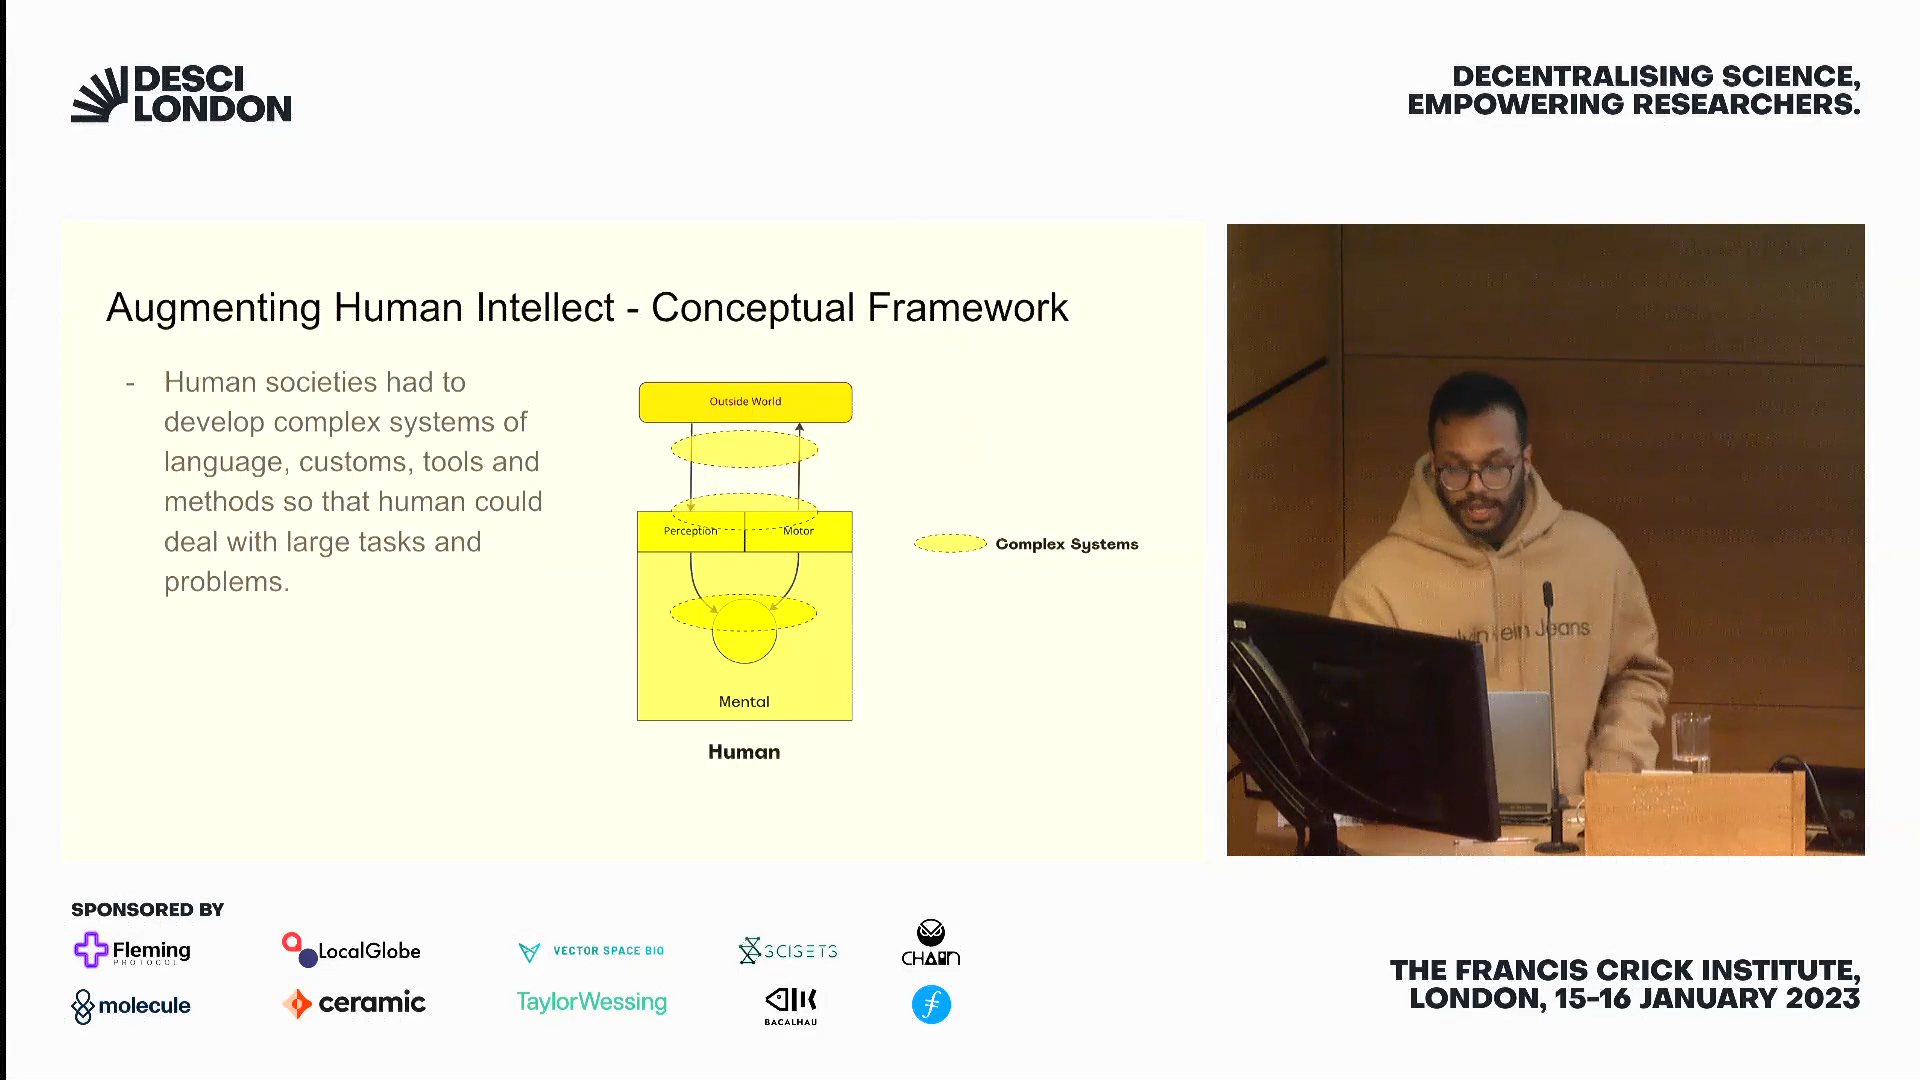 DESCI
LONDON
DECENTRALISING SCIENCE,
EMPOWERING RESEARCHERS.
Augmenting Human Intellect - Conceptual Framework
- Human societies had to
develop complex systems of
language, customs, tools and
methods so that human could
deal with large tasks and
problems.
Outside World
Perception
Motor
Mental
Human
Complex Systems
Jeans
SPONSORED BY
Fleming
PROTOCOL
LocalGlobe
VECTOR SPACE BIO
SCISETS
CHAIN
molecule
ceramic
TaylorWessing
BACALHAU
THE FRANCIS CRICK INSTITUTE,
LONDON, 15-16 JANUARY 2023